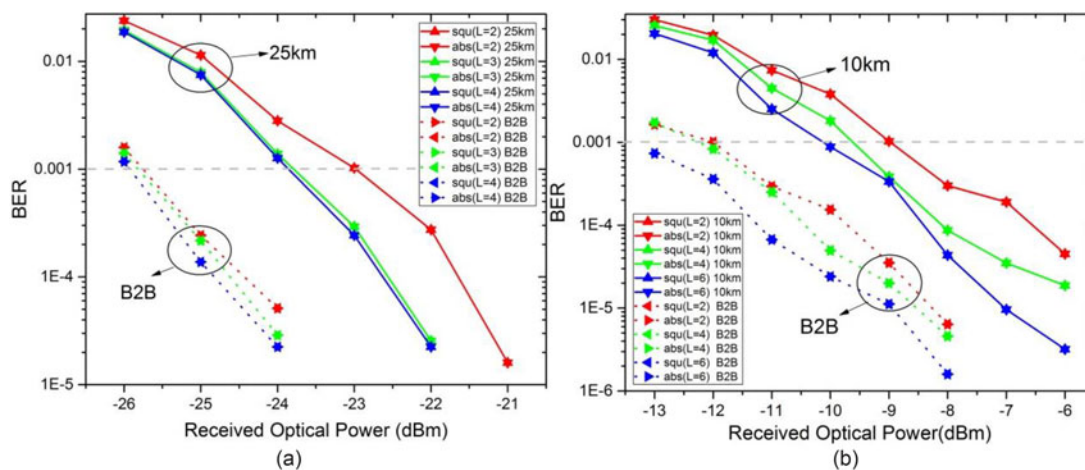 0.01
0.001
1E-4
1E-5
BER
-26 -25 -24 -23 -22 -21
Received Optical Power (dBm)
(a)
25km
B2B
squ(L=2) 25km
abs(L=2) 25km
squ(L=3) 25km
abs(L=3) 25km
squ(L=4) 25km
abs(L=4) 25km
squ(L=2) B2B
abs(L=2) B2B
squ(L=3) B2B
abs(L=3) B2B
squ(L=4) B2B
abs(L=4) B2B
0.01
0.001
1E-4
1E-5
1E-6
BER
-13 -12 -11 -10 -9 -8 -7 -6
Received Optical Power(dBm)
(b)
10km
B2B
squ(L=2) 10km
abs(L=2) 10km
squ(L=4) 10km
abs(L=4) 10km
squ(L=6) 10km
abs(L=6) 10km
squ(L=2) B2B
abs(L=2) B2B
squ(L=4) B2B
abs(L=4) B2B
squ(L=6) B2B
abs(L=6) B2B